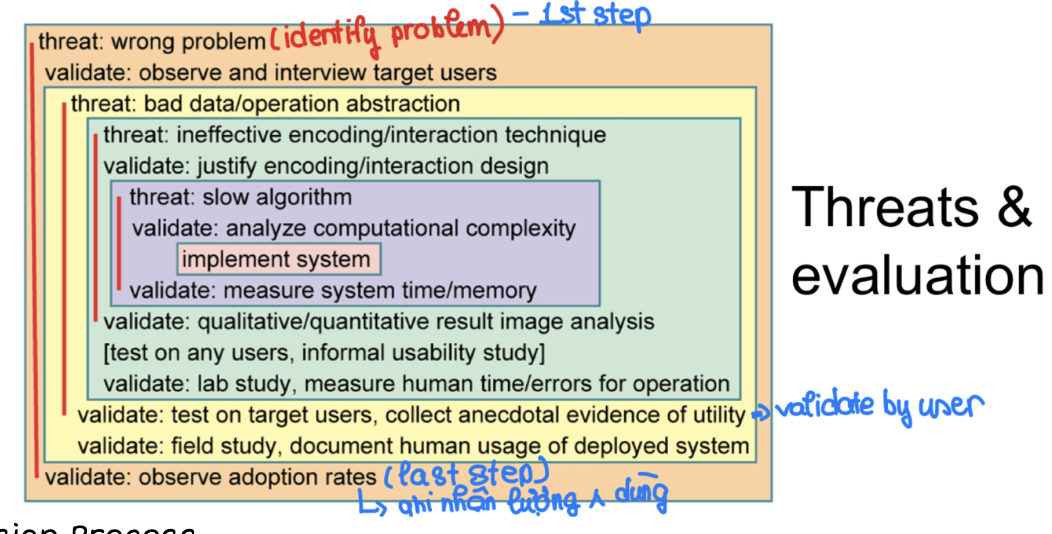 threat: wrong problem (identify problem) – 1st step
validate: observe and interview target users
threat: bad data/operation abstraction
threat: ineffective encoding/interaction technique
validate: justify encoding/interaction design
threat: slow algorithm
validate: analyze computational complexity
implement system
validate: measure system time/memory
validate: qualitative/quantitative result image analysis
[test on any users, informal usability study]
validate: lab study, measure human time/errors for operation
validate: test on target users, collect anecdotal evidence of utility → validate by user
validate: field study, document human usage of deployed system
validate: observe adoption rates (last step)
↳ ghi nhận lượng dùng
Threats &
evaluation
Process